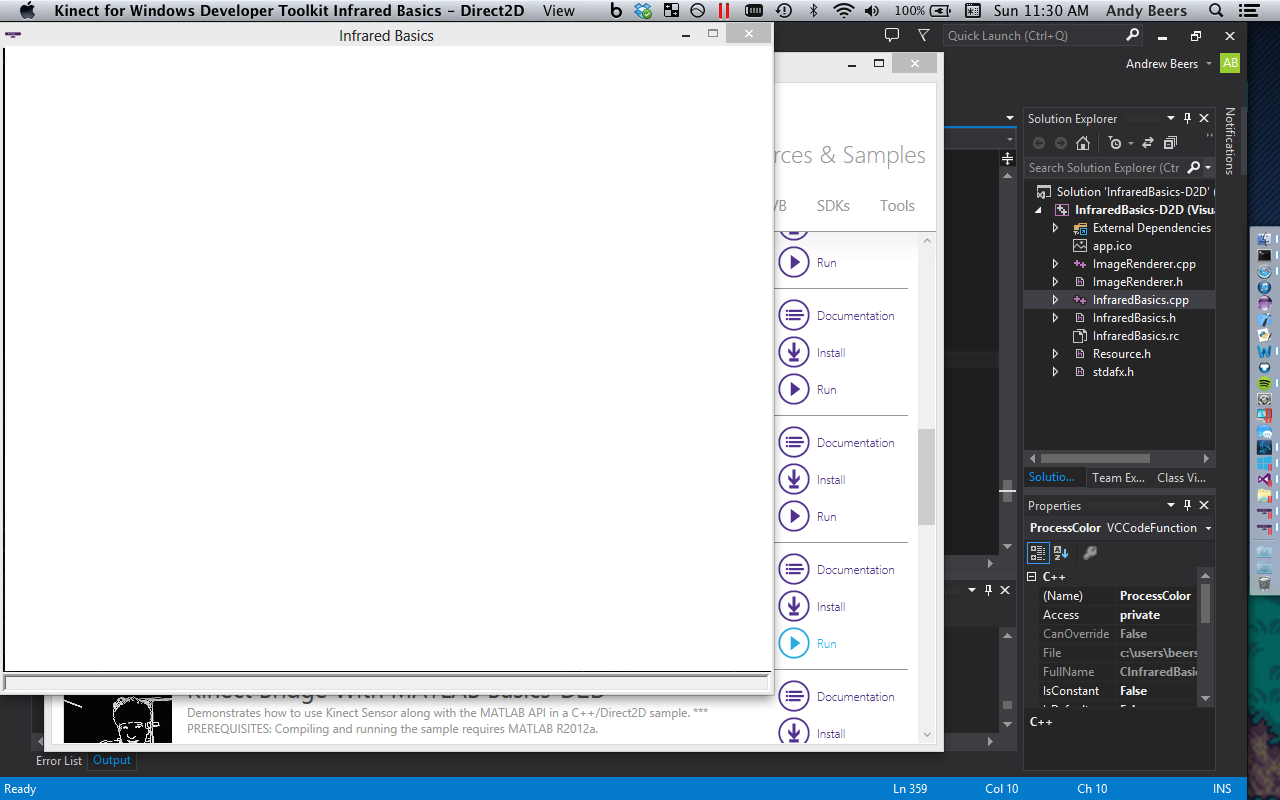 Kinect for Windows Developer Toolkit Infrared Basics - Direct2D View 100% Sun 11:30 AM Andy Beers
Infrared Basics
Quick Launch (Ctrl+Q)
Andrew Beers AB
Notifications
rces & Samples
VB SDKs Tools
Run
Documentation
Install
Run
Documentation
Install
Run
Documentation
Install
Run
Documentation
Install
Kinect Bridge With MATLAB Basics-D2D
Demonstrates how to use Kinect Sensor along with the MATLAB API in a C++/Direct2D sample. ***
PREREQUISITES: Compiling and running the sample requires MATLAB R2012a.
Solution Explorer
Search Solution Explorer (Ctr
Solution 'InfraredBasics-D2D' (
InfraredBasics-D2D (Visua
External Dependencies
app.ico
ImageRenderer.cpp
ImageRenderer.h
InfraredBasics.cpp
InfraredBasics.h
InfraredBasics.rc
Resource.h
stdafx.h
Solutio... Team Ex... Class Vi...
Properties
ProcessColor VCCodeFunction
C++
(Name) ProcessColor
Access private
CanOverride False
File c:\users\beers
FullName CInfraredBasic
IsConstant False
C++
Error List Output
Ready Ln 359 Col 10 Ch 10 INS